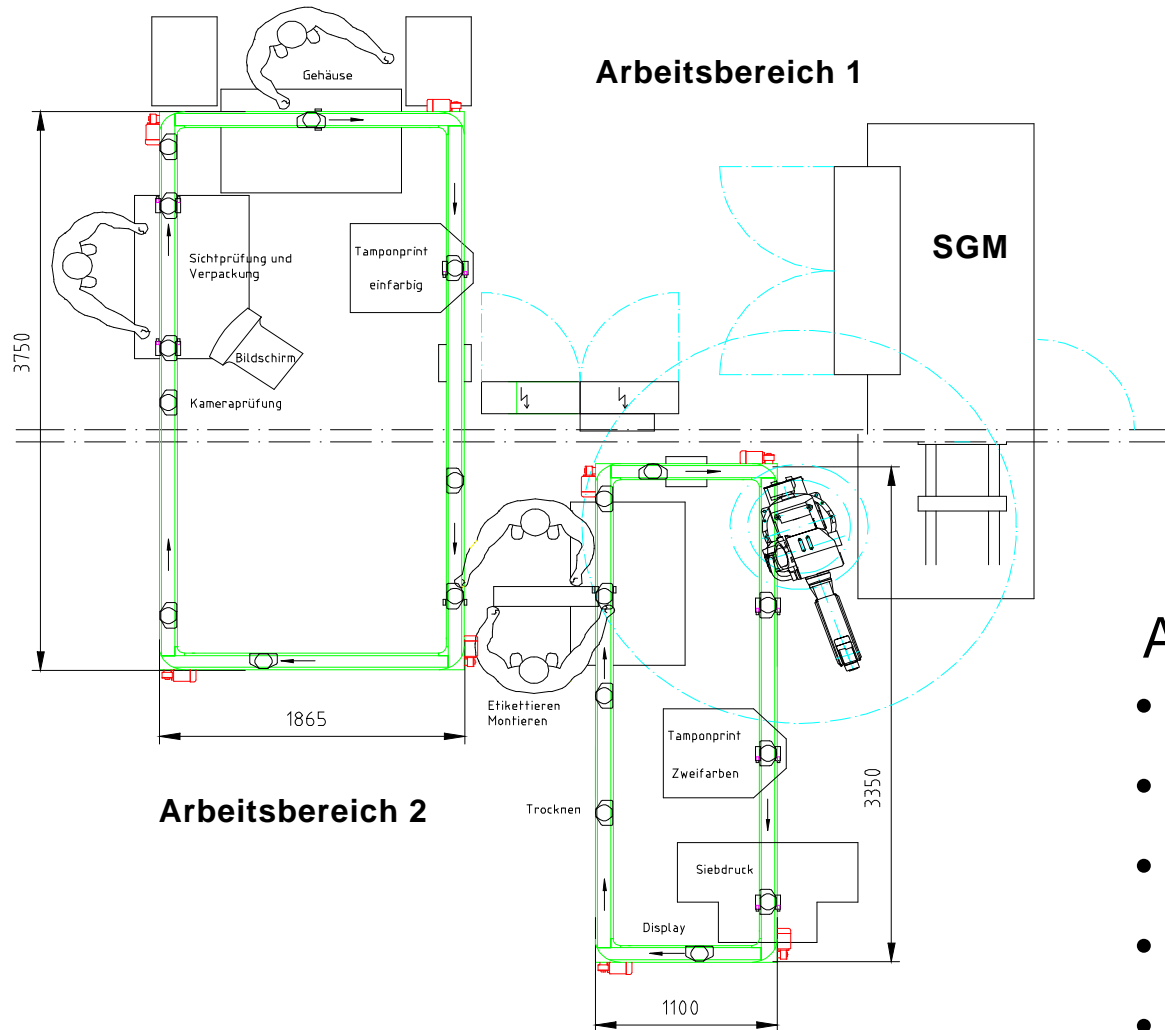 Gehäuse
Arbeitsbereich 1
Tamponprint
einfarbig
SGM
Sichtprüfung und
Verpackung
Bildschirm
3750
Kameraprüfung
A
•
•
•
•
•
Etikettieren
Montieren
1865
Tamponprint
Zweifarben
3350
Arbeitsbereich 2
Trocknen
Siebdruck
Display
1100